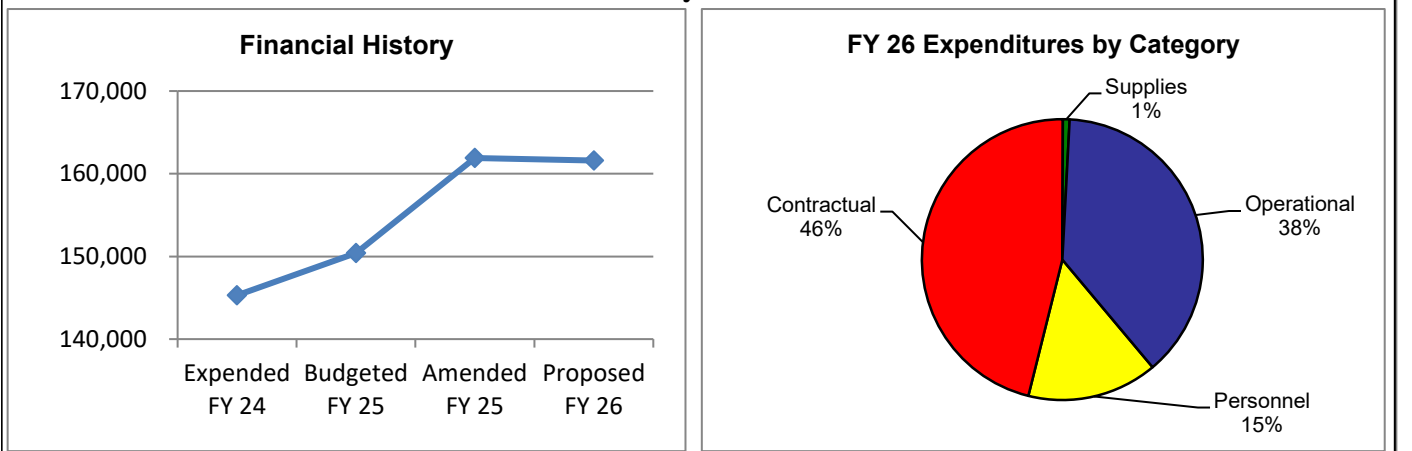 Financial History
170,000
160,000
150,000
140,000
Expended Budgeted Amended Proposed
FY 24 FY 25 FY 25 FY 26
FY 26 Expenditures by Category
Supplies
1%
Contractual
46%
Operational
38%
Personnel
15%